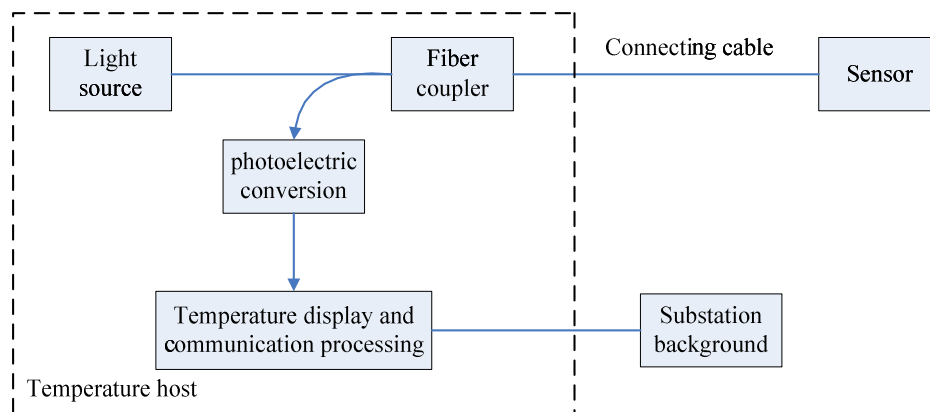 Light
source
Fiber
coupler
Connecting cable
Sensor
photoelectric
conversion
Temperature display and
communication processing
Substation
background
Temperature host